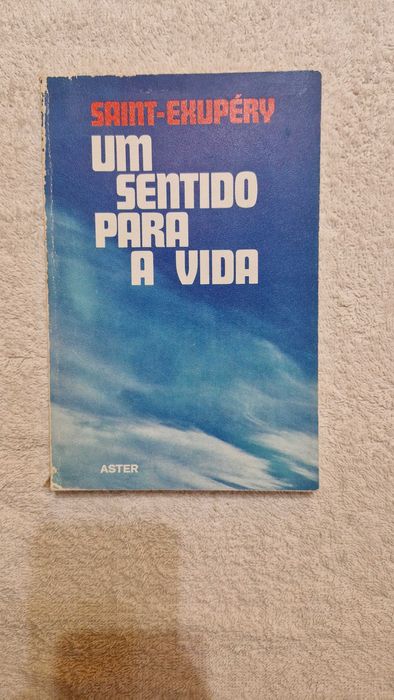 SAINT-EXUPÉRY
UM
SENTIDO
PARA
A VIDA
ASTER